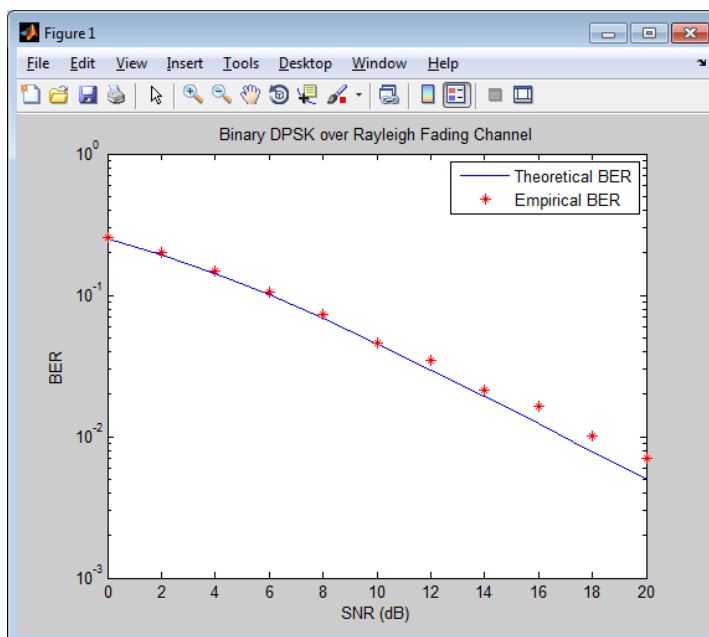 Figure 1
File Edit View Insert Tools Desktop Window Help
Binary DPSK over Rayleigh Fading Channel
Theoretical BER
Empirical BER
10^0
10^-1
10^-2
10^-3
BER
0 2 4 6 8 10 12 14 16 18 20
SNR (dB)